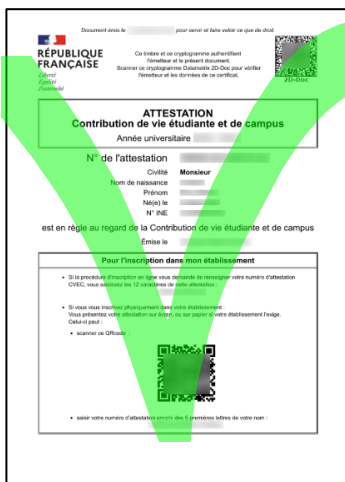 Document émis le pour servir et faire valoir ce que de droit.
RÉPUBLIQUE
FRANÇAISE
Liberté
Égalité
Fraternité
Ce timbre et ce cryptogramme authentifient
l'émetteur et le présent document.
Scanner ce cryptogramme Datamatrix 2D-Doc pour vérifier
l'émetteur et les données de ce certificat.
2D-Doc
ATTESTATION
Contribution de vie étudiante et de campus
Année universitaire
N° de l'attestation
Civilité Monsieur
Nom de naissance
Prénom
Né(e) le
N° INE
est en règle au regard de la Contribution de vie étudiante et de campus
Émise le
Pour l'inscription dans mon établissement
• Si la procédure d'inscription en ligne vous demande de renseigner votre numéro d'attestation
CVEC, vous saisissez les 12 caractères de cette attestation :
• Si vous vous inscrivez physiquement dans votre établissement :
Vous présentez votre attestation sur écran, ou sur papier si votre établissement l'exige.
Celui-ci peut :
• scanner ce QRcode :
• saisir votre numéro d'attestation enrichi des 5 premières lettres de votre nom :